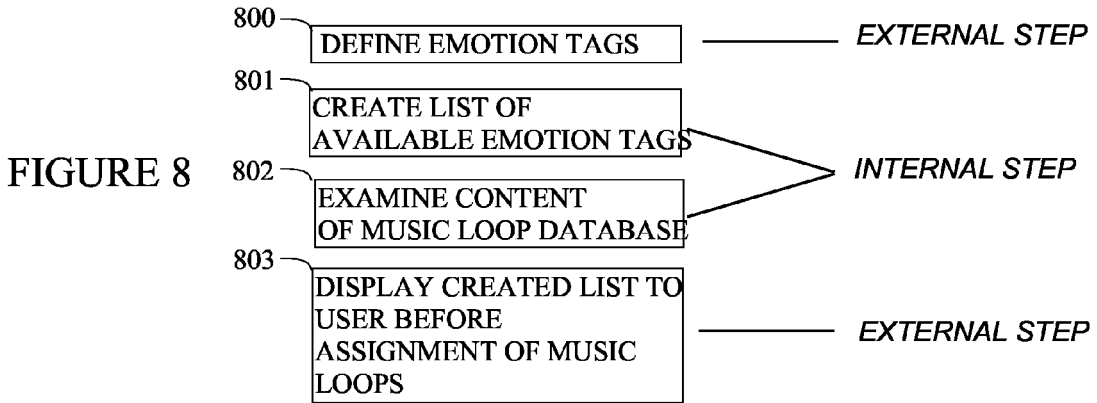 800
DEFINE EMOTION TAGS
EXTERNAL STEP
801
CREATE LIST OF
AVAILABLE EMOTION TAGS
FIGURE 8
INTERNAL STEP
802
EXAMINE CONTENT
OF MUSIC LOOP DATABASE
803
DISPLAY CREATED LIST TO
USER BEFORE
ASSIGNMENT OF MUSIC
LOOPS
EXTERNAL STEP